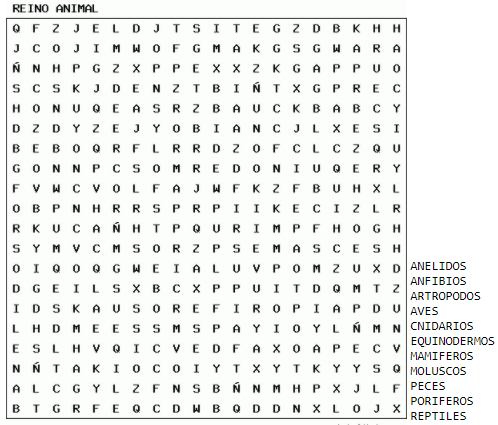 REINO ANIMAL
Q F Z J E L D J T S I T E G Z D B K H H
J C O J I M W O F G M A K G S G W A R A
Ñ N H P G Z X P P E X X Z K G A P P U O
S C S K J D E N Z T B I Ñ T X G P R E C
H O N U Q E A S R Z B A U C K B A B C Y
D Z D Y Z E J Y O B I A N C J L X E S I
B E B O Q R F L R R D Z O F C L C Z Q U
G O N N P C S O M R E D O N I U Q E R Y
F V W C V O L F A J W F K Z F B U H X L
O B P N H R R S P R P I I K E C I Z L R
R K U C A Ñ H T P Q U R I M P F H O G H
S Y M V C M S O R Z P S E M A S C E S H
O I Q O Q G W E I A L U V P O M Z U X D
D G E I L S X B C X P P U I T D Q M T Z
I D S K A U S O R E F I R O P I A P D U
L H D M E E S S M S P A Y I O Y L Ñ M N
E S L H V Q I C V E D F A X O A P E C V
N Ñ T A K I O C O I Y T X Y T K Y Y S Q
A L C G Y L Z F N S B Ñ N M H P X J L F
B T G R F E Q C D W B Q D D N X L O J X
ANELIDOS
ANFIBIOS
ARTROPODOS
AVES
CNIDARIOS
EQUINODERMOS
MAMIFEROS
MOLUSCOS
PECES
PORIFEROS
REPTILES